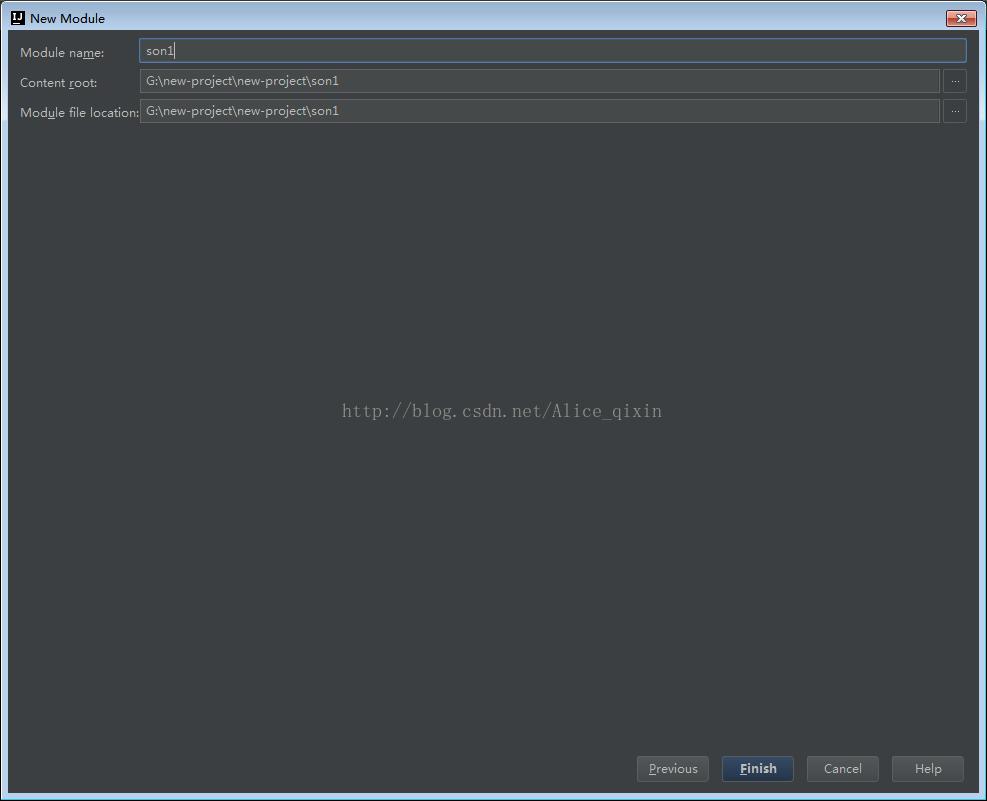 New Module
Module name: son1
Content root: G:\new-project\new-project\son1 ...
Module file location: G:\new-project\new-project\son1 ...
http://blog.csdn.net/Alice_qixin
Previous Finish Cancel Help